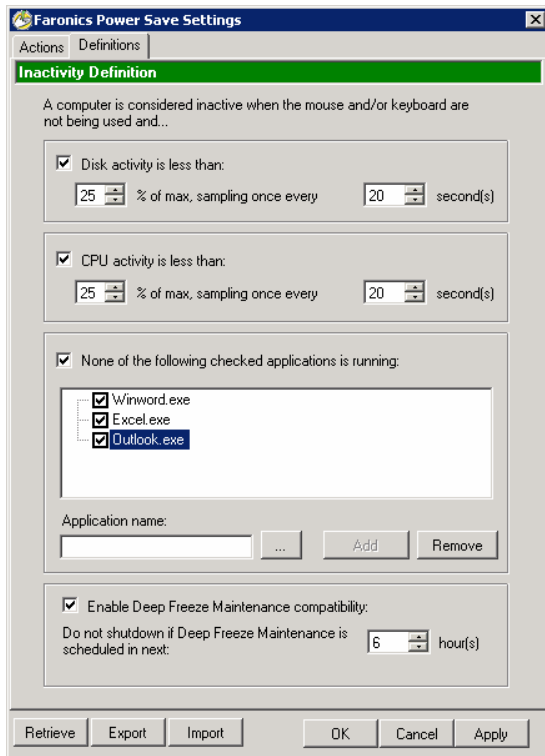 Faronics Power Save Settings
Actions Definitions
Inactivity Definition
A computer is considered inactive when the mouse and/or keyboard are
not being used and...
Disk activity is less than:
25 % of max, sampling once every 20 second(s)
CPU activity is less than:
25 % of max, sampling once every 20 second(s)
None of the following checked applications is running:
Winword.exe
Excel.exe
Outlook.exe
Application name:
... Add Remove
Enable Deep Freeze Maintenance compatibility:
Do not shutdown if Deep Freeze Maintenance is
scheduled in next: 6 hour(s)
Retrieve Export Import OK Cancel Apply